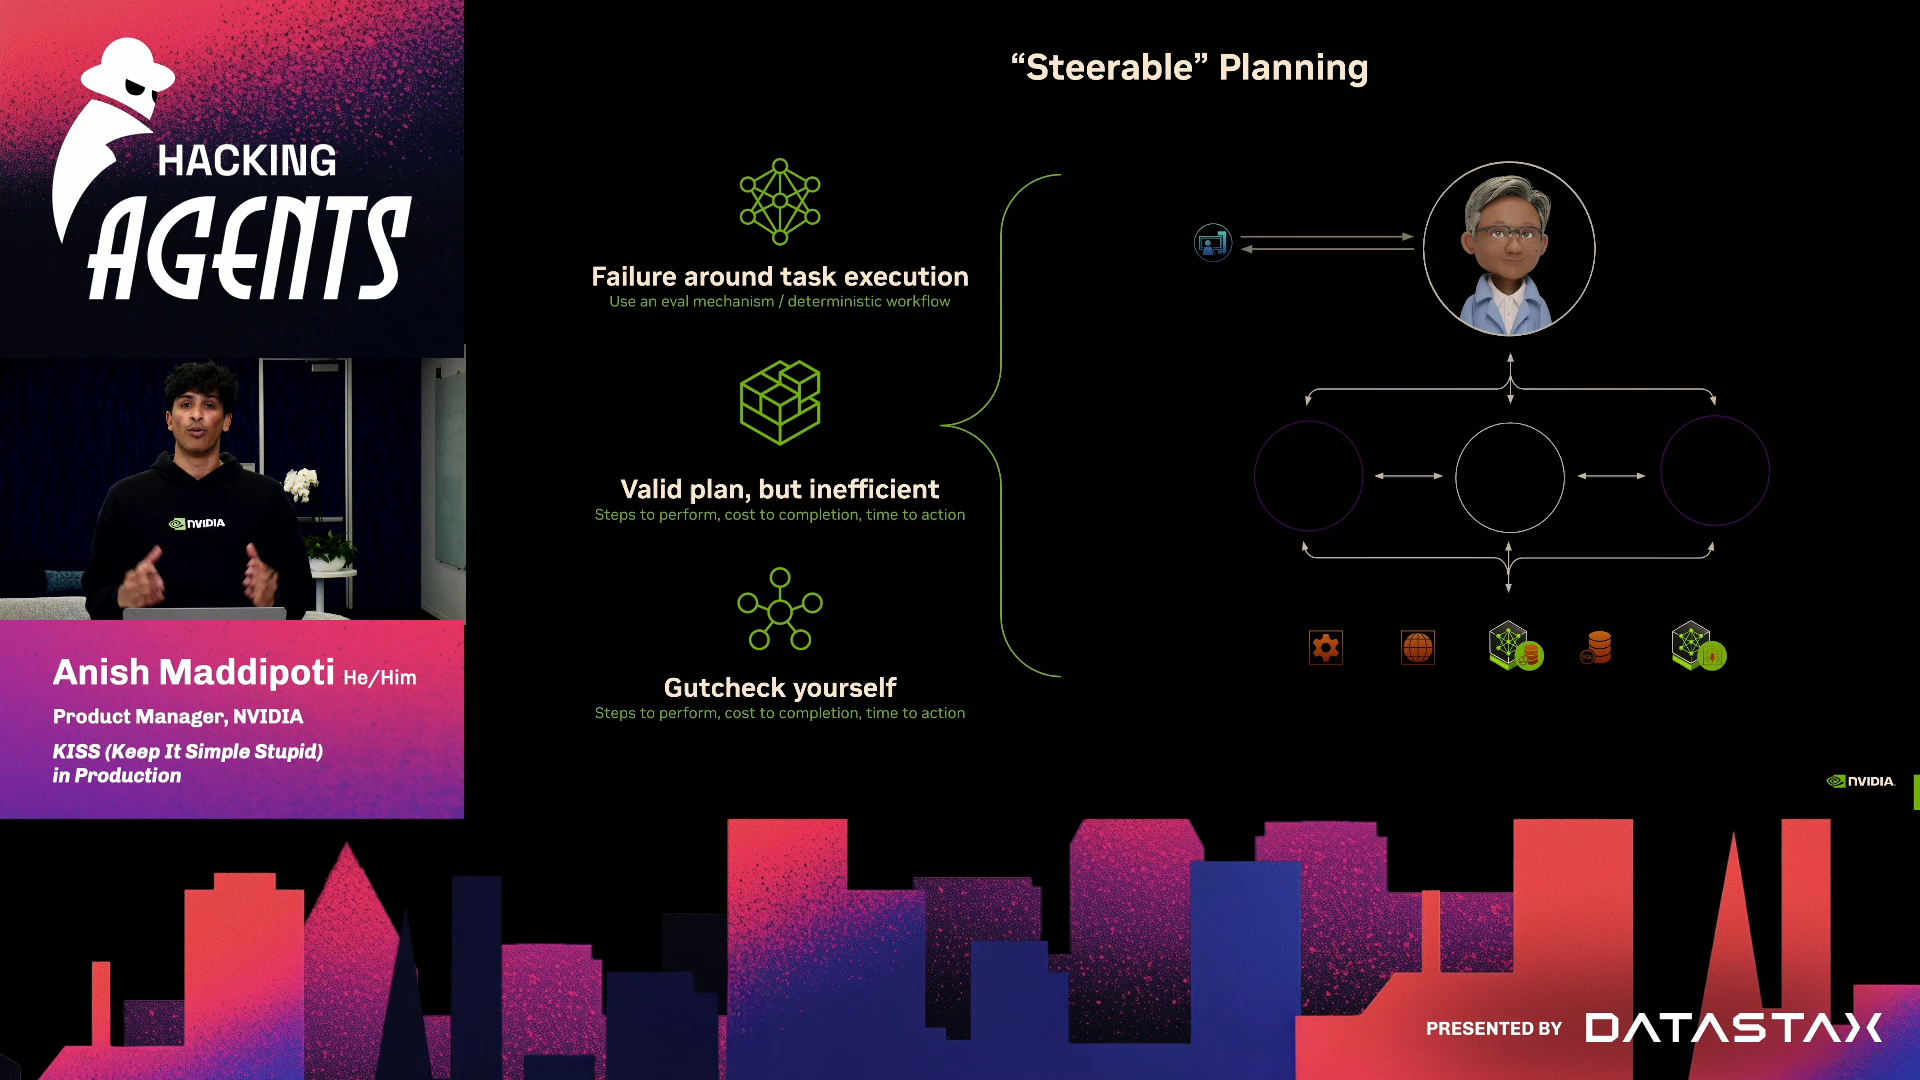 HACKING
AGENTS
NVIDIA
Anish Maddipoti He/Him
Product Manager, NVIDIA
KISS (Keep It Simple Stupid)
in Production
“Steerable” Planning
Failure around task execution
Use an eval mechanism / deterministic workflow
Valid plan, but inefficient
Steps to perform, cost to completion, time to action
Gutcheck yourself
Steps to perform, cost to completion, time to action
SQL
NVIDIA
PRESENTED BY DATASTAX